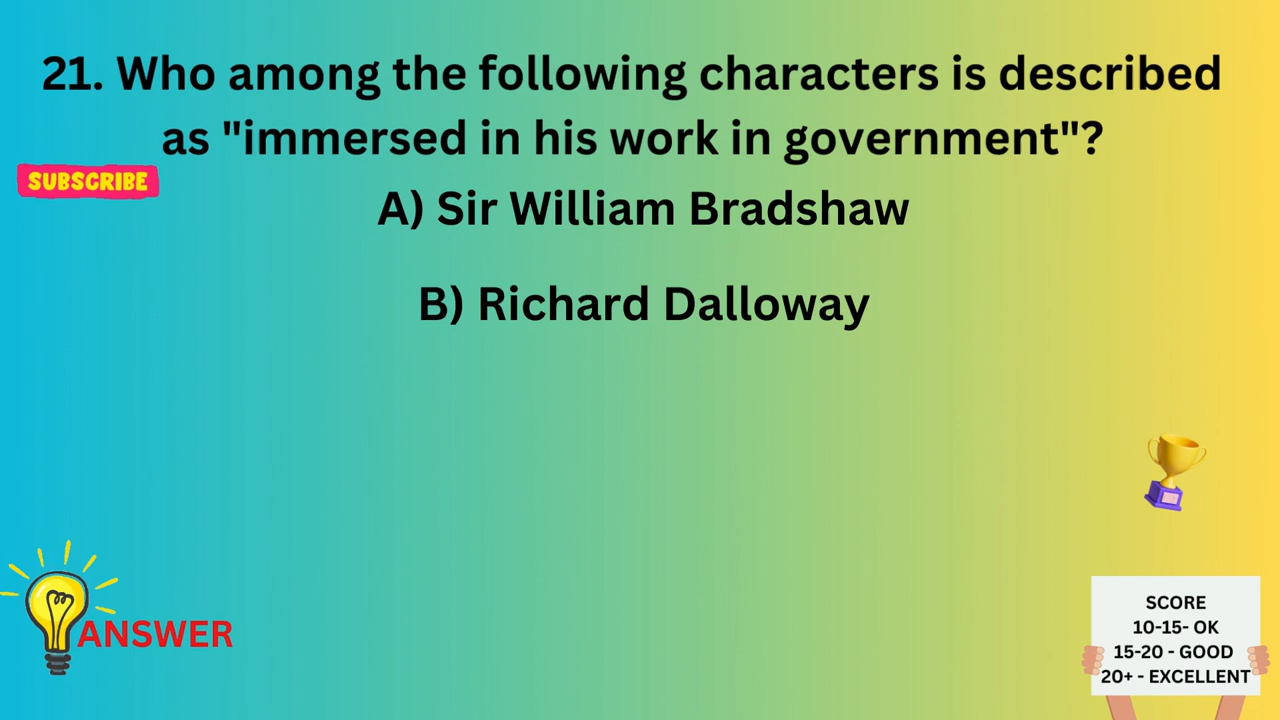 21. Who among the following characters is described
as "immersed in his work in government"?
SUBSCRIBE
A) Sir William Bradshaw
B) Richard Dalloway
ANSWER
SCORE
10-15- OK
15-20 - GOOD
20+ - EXCELLENT